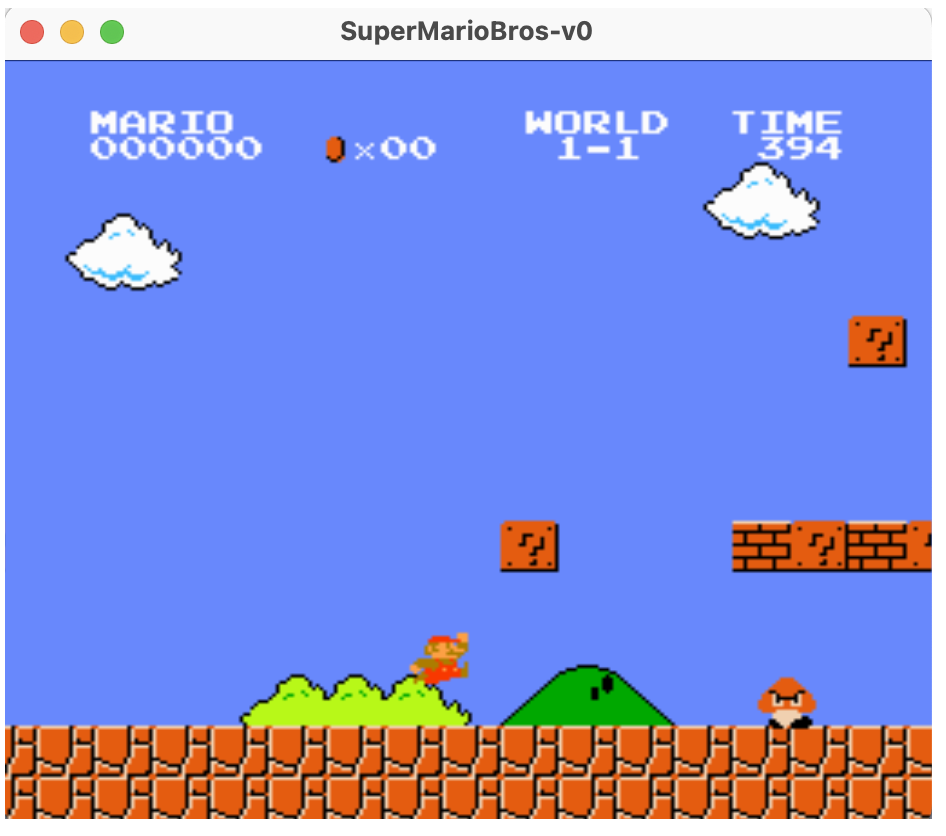 SuperMarioBros-v0
MARIO WORLD TIME
000000 ×00 1-1 394
?
? ?